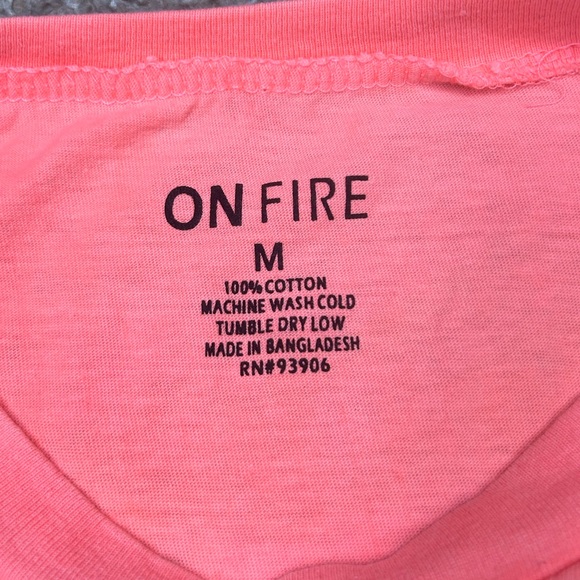 ON FIRE
M
100% COTTON
MACHINE WASH COLD
TUMBLE DRY LOW
MADE IN BANGLADESH
RN#93906